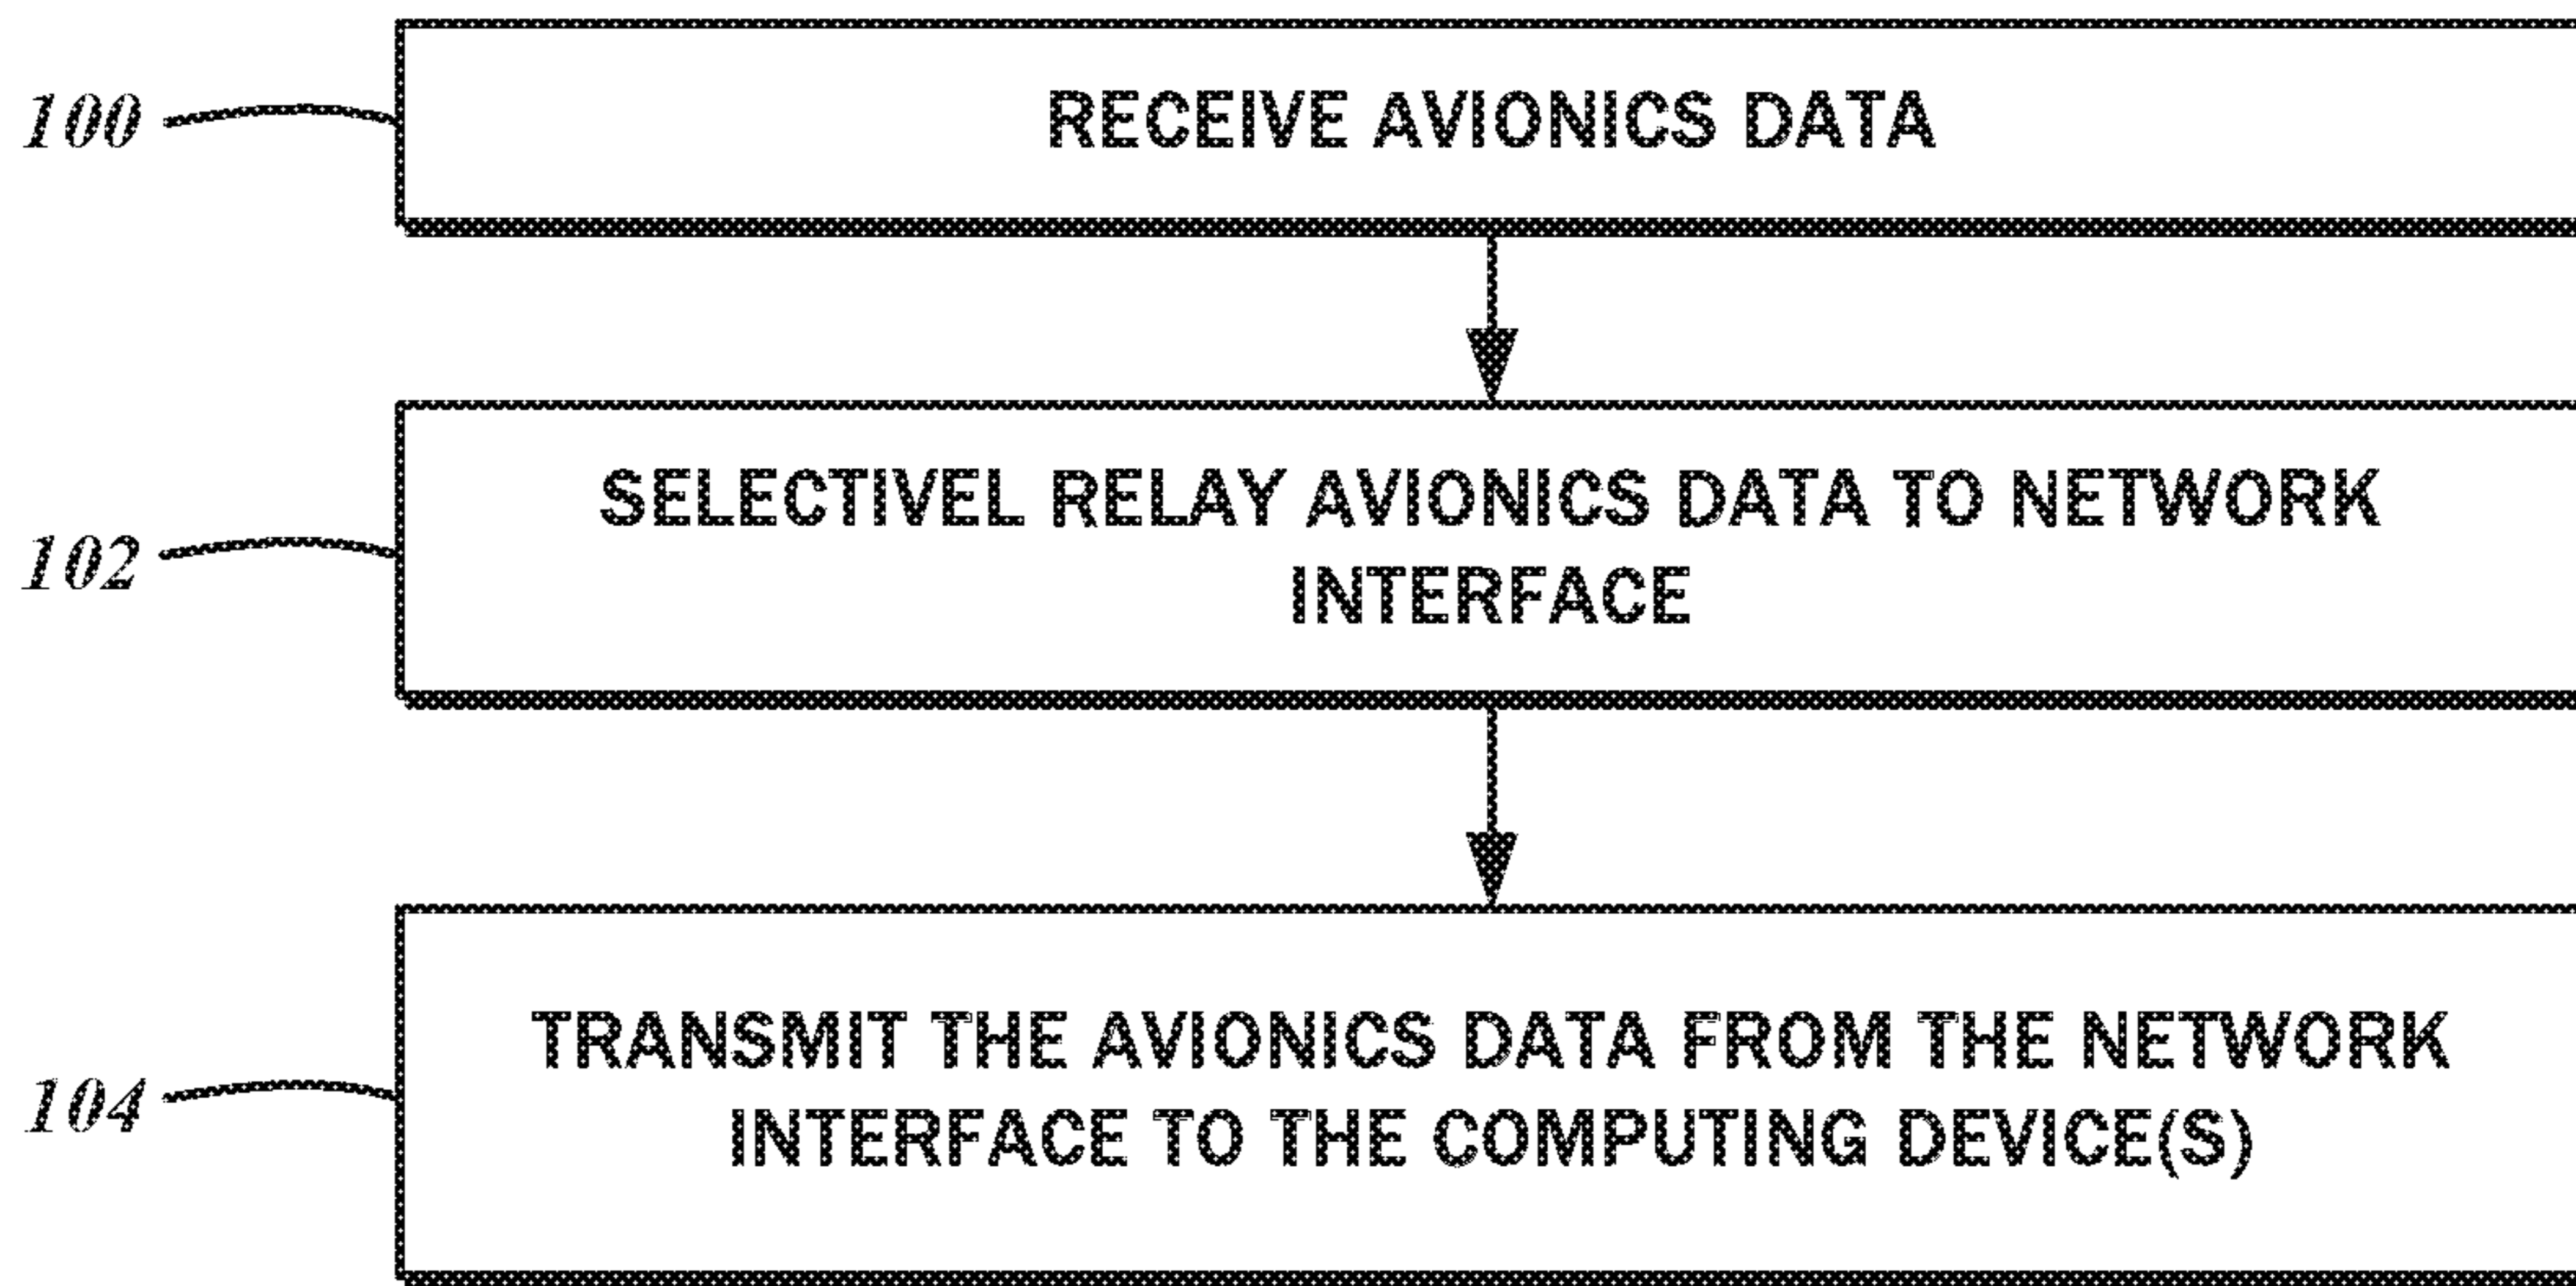 100
RECEIVE AVIONICS DATA
102
SELECTIVEL RELAY AVIONICS DATA TO NETWORK
INTERFACE
104
TRANSMIT THE AVIONICS DATA FROM THE NETWORK
INTERFACE TO THE COMPUTING DEVICE(S)